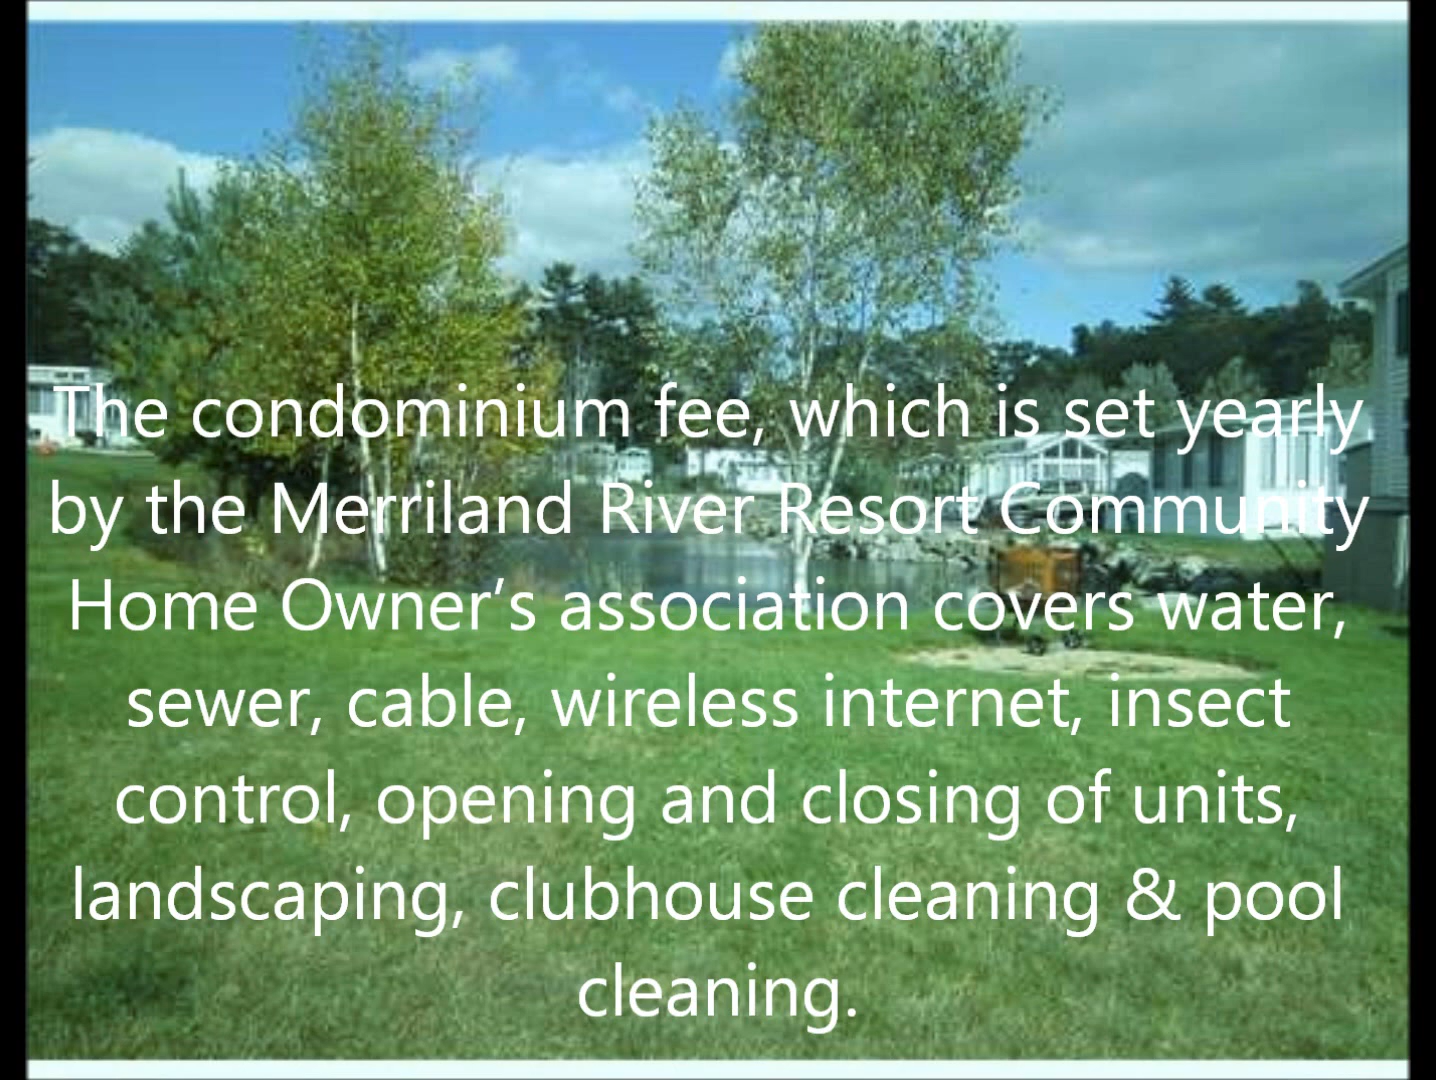 The condominium fee, which is set yearly
by the Merriland River Resort Community
Home Owner’s association covers water,
sewer, cable, wireless internet, insect
control, opening and closing of units,
landscaping, clubhouse cleaning & pool
cleaning.